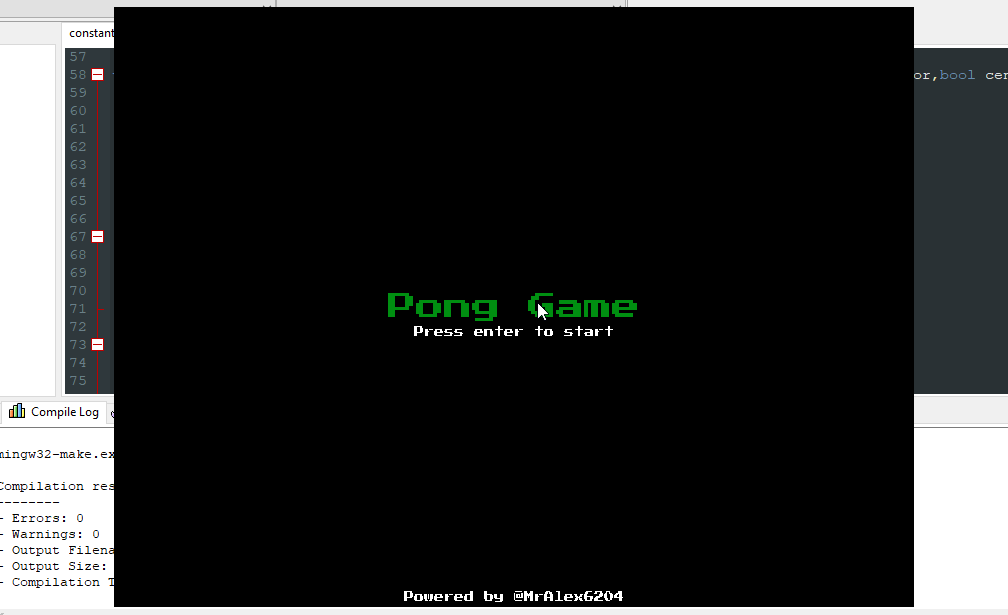 constant
57
58 or,bool cer
59
60
61
62
63
64
65
66
67
68
69
70
71
72
73
74
75
Pong Game
Press enter to start
Compile Log
mingw32-make.ex
Compilation res
--------
- Errors: 0
- Warnings: 0
- Output Filena
- Output Size:
- Compilation T
Powered by @MrAlex6204